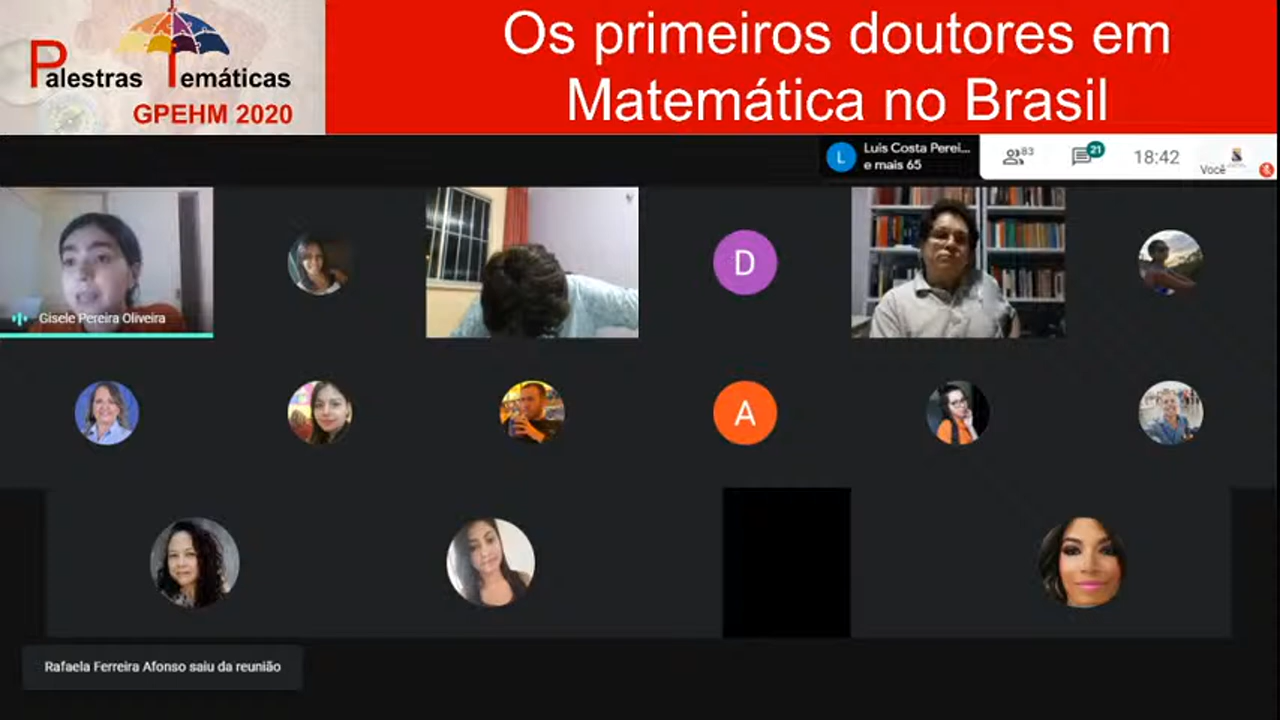 Palestras Temáticas
GPEHM 2020
Os primeiros doutores em
Matemática no Brasil
L
Luis Costa Perei...
e mais 65
83
21
18:42
Você
Gisele Pereira Oliveira
D
A
Rafaela Ferreira Afonso saiu da reunião